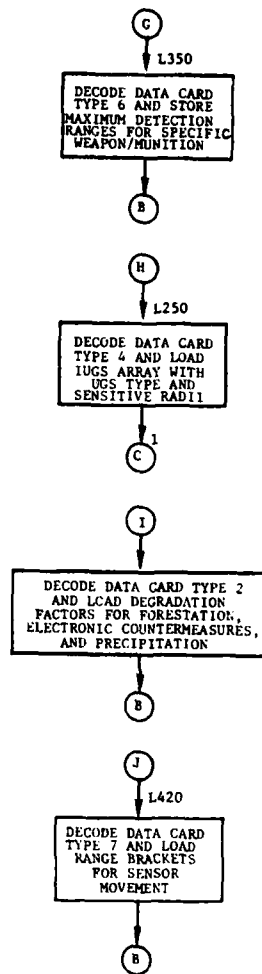 G
L350
DECODE DATA CARD
TYPE 6 AND STORE
MAXIMUM DETECTION
RANGES FOR SPECIFIC
WEAPON/MUNITION
B
H
L250
DECODE DATA CARD
TYPE 4 AND LOAD
IUGS ARRAY WITH
UGS TYPE AND
SENSITIVE RADII
1
C
I
DECODE DATA CARD TYPE 2
AND LOAD DEGRADATION
FACTORS FOR FORESTATION,
ELECTRONIC COUNTERMEASURES,
AND PRECIPITATION
B
J
L420
DECODE DATA CARD
TYPE 7 AND LOAD
RANGE BRACKETS
FOR SENSOR
MOVEMENT
B